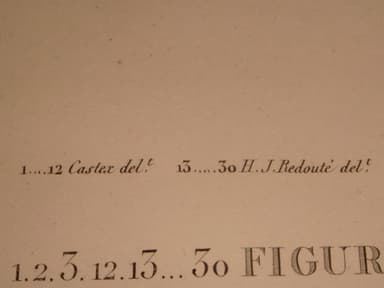 1....12 Castex del.t 13.....30 H.J.Redouté del.t
1.2.3.12.13...30 FIGUR